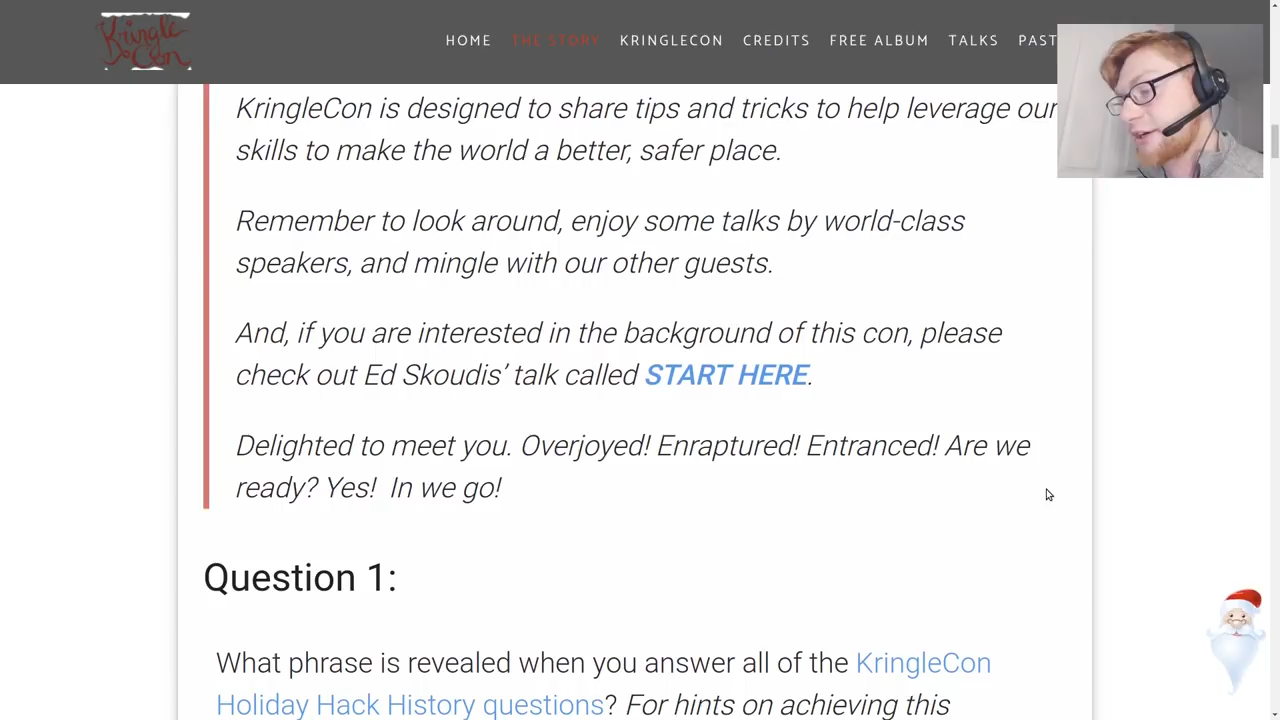 Kringle
Con
HOME THE STORY KRINGLECON CREDITS FREE ALBUM TALKS PAST
KringleCon is designed to share tips and tricks to help leverage our
skills to make the world a better, safer place.
Remember to look around, enjoy some talks by world-class
speakers, and mingle with our other guests.
And, if you are interested in the background of this con, please
check out Ed Skoudis’ talk called START HERE.
Delighted to meet you. Overjoyed! Enraptured! Entranced! Are we
ready? Yes! In we go!
Question 1:
What phrase is revealed when you answer all of the KringleCon
Holiday Hack History questions? For hints on achieving this